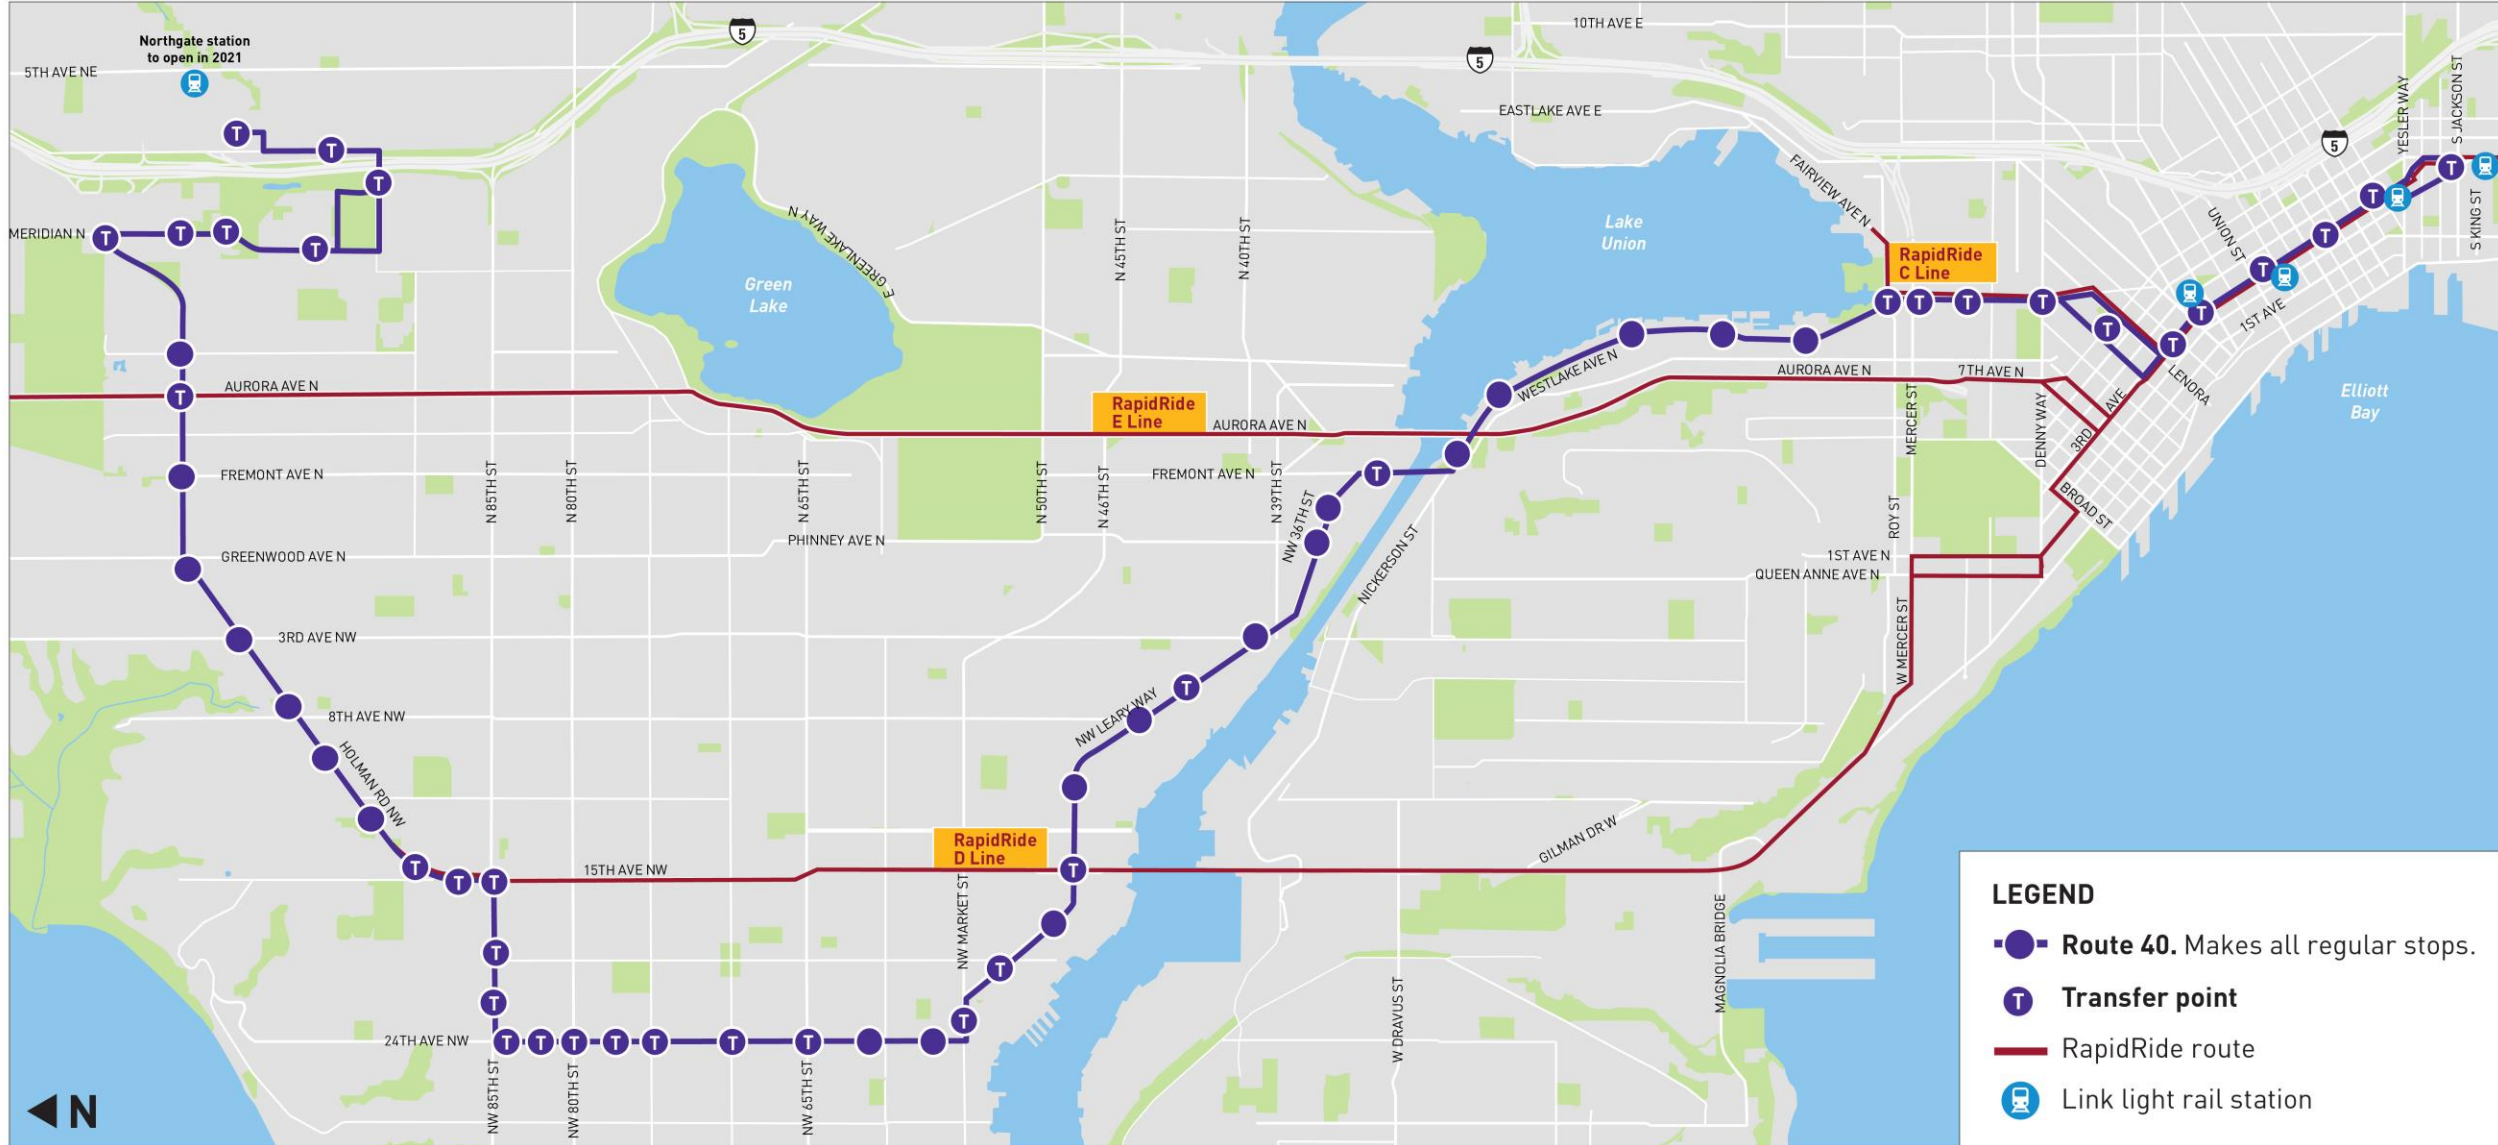 Northgate station
to open in 2021
5TH AVE NE
5
10TH AVE E
5
EASTLAKE AVE E
5
YESLER WAY
S JACKSON ST
S KING ST
FAIRVIEW AVE N
MERIDIAN N
E GREENLAKE WAY N
N 45TH ST
N 40TH ST
Green
Lake
Lake
Union
RapidRide
C Line
UNION ST
1ST AVE
LENORA
Elliott
Bay
AURORA AVE N
RapidRide
E Line
AURORA AVE N
WESTLAKE AVE N
AURORA AVE N
7TH AVE N
MERCER ST
DENNY WAY
3RD AVE
BROAD ST
FREMONT AVE N
N 85TH ST
N 80TH ST
N 65TH ST
N 50TH ST
N 46TH ST
FREMONT AVE N
N 39TH ST
NW 36TH ST
NICKERSON ST
ROY ST
GREENWOOD AVE N
PHINNEY AVE N
1ST AVE N
QUEEN ANNE AVE N
W MERCER ST
3RD AVE NW
8TH AVE NW
HOLMAN RD NW
NW LEARY WAY
RapidRide
D Line
15TH AVE NW
GILMAN DR W
NW MARKET ST
MAGNOLIA BRIDGE
W DRAVUS ST
24TH AVE NW
NW 85TH ST
NW 80TH ST
NW 65TH ST
N
LEGEND
Route 40. Makes all regular stops.
T Transfer point
RapidRide route
Link light rail station